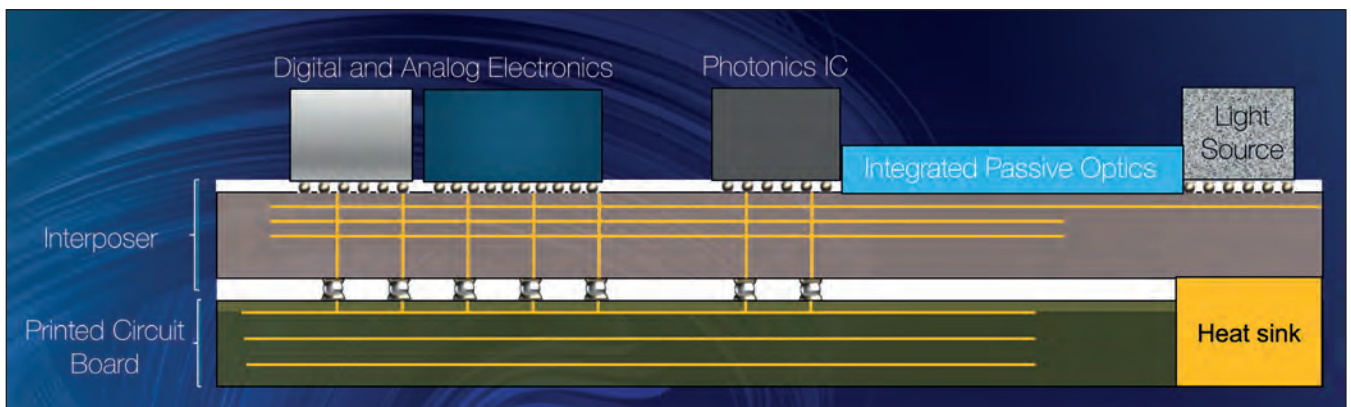 Digital and Analog Electronics
Photonics IC
Light
Source
Integrated Passive Optics
Interposer
Printed Circuit
Board
Heat sink